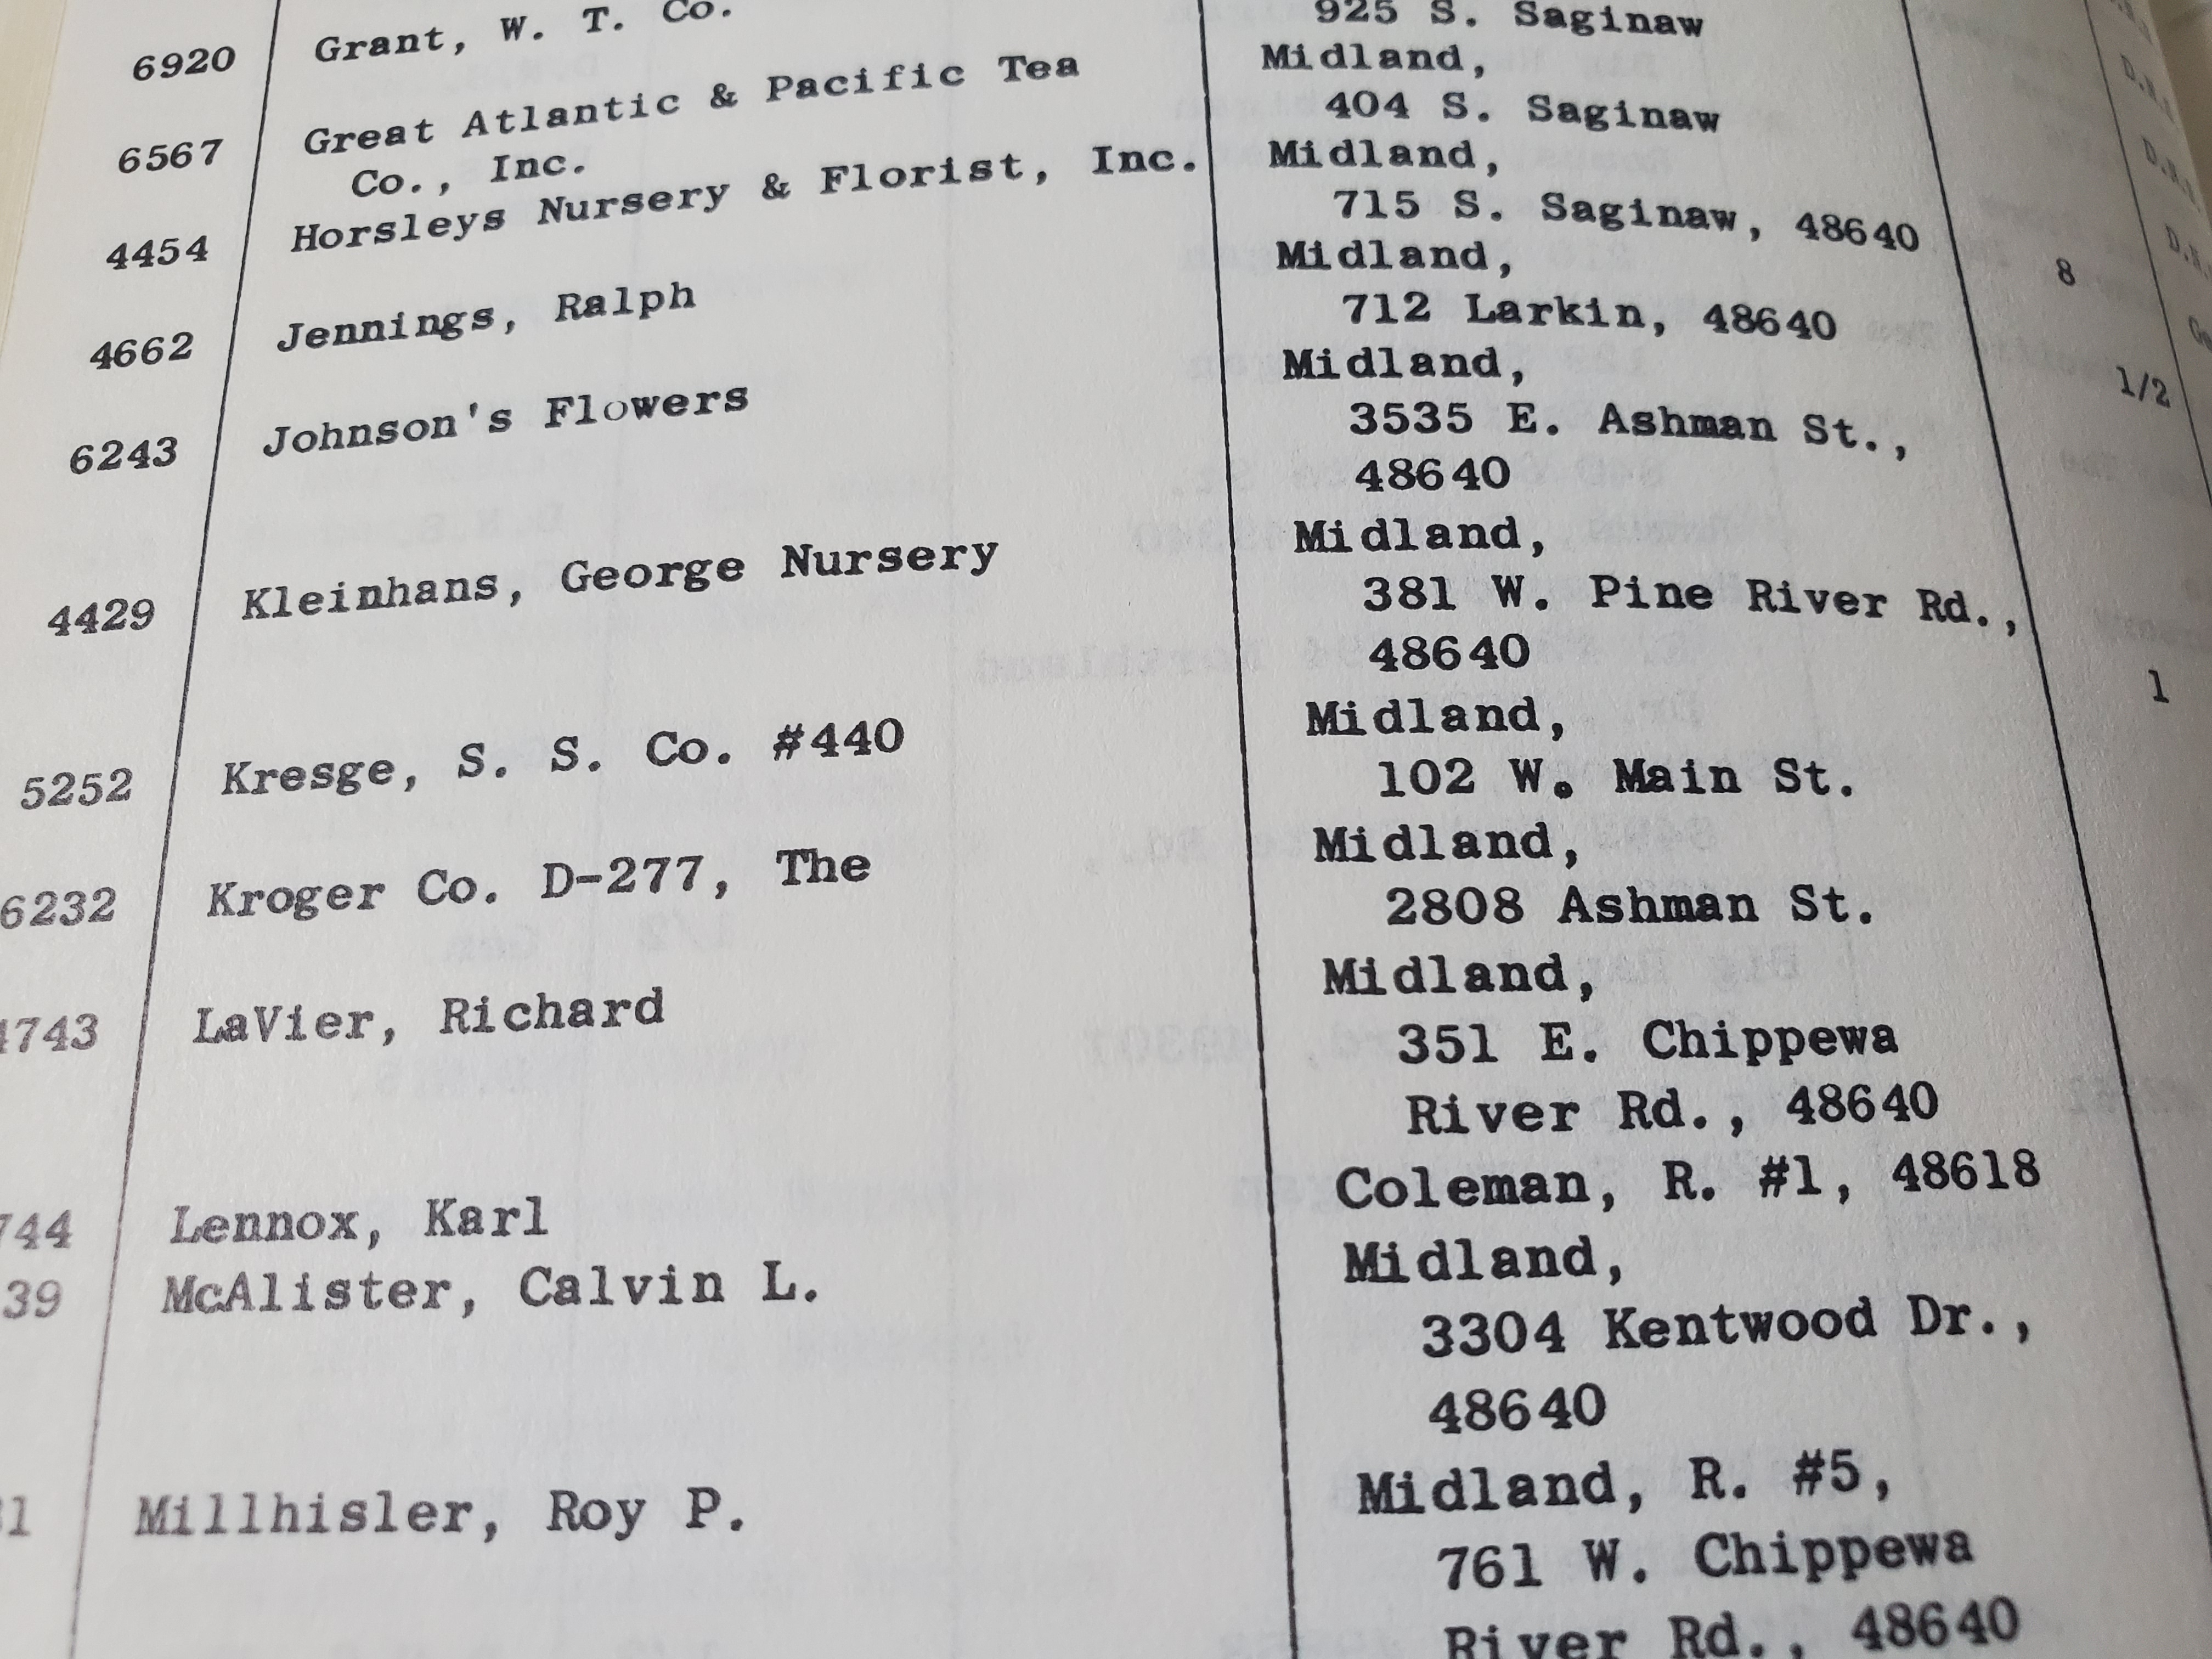 925 S. Saginaw
6920 Grant, W. T. Co. Midland,
404 S. Saginaw
6567 Great Atlantic & Pacific Tea Midland,
Co., Inc. 715 S. Saginaw, 48640
4454 Horsleys Nursery & Florist, Inc. Midland, 8
712 Larkin, 48640
4662 Jennings, Ralph Midland, 1/2
3535 E. Ashman St.,
48640
6243 Johnson's Flowers Midland,
381 W. Pine River Rd.,
48640
4429 Kleinhans, George Nursery Midland, 1
102 W. Main St.
5252 Kresge, S. S. Co. #440 Midland,
2808 Ashman St.
6232 Kroger Co. D-277, The Midland,
351 E. Chippewa
River Rd., 48640
4743 LaVier, Richard
744 Lennox, Karl Coleman, R. #1, 48618
39 McAlister, Calvin L. Midland,
3304 Kentwood Dr.,
48640
1 Millhisler, Roy P. Midland, R. #5,
761 W. Chippewa
River Rd., 48640